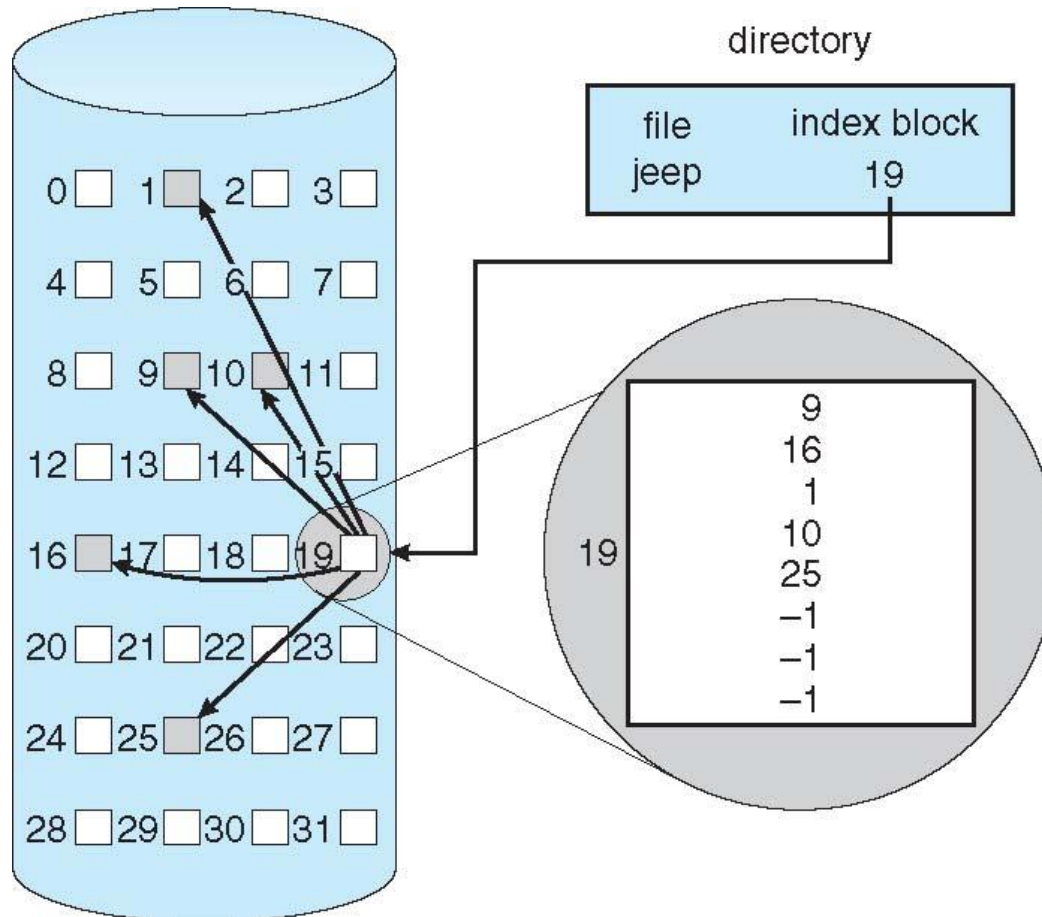 directory
file index block
jeep 19
0 1 2 3
4 5 6 7
8 9 10 11
12 13 14 15
16 17 18 19
20 21 22 23
24 25 26 27
28 29 30 31
19
9
16
1
10
25
–1
–1
–1